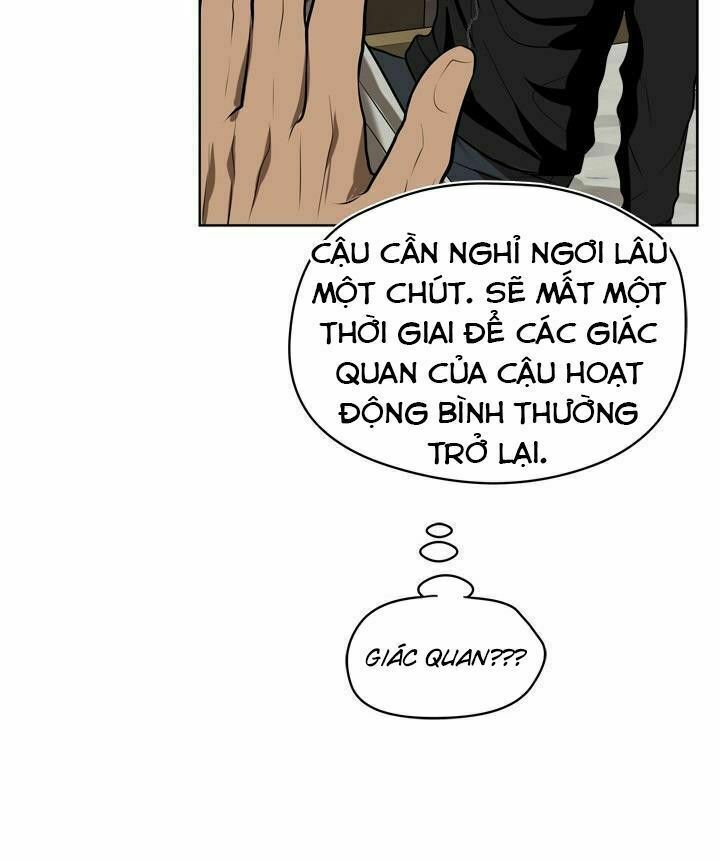 CẬU CẦN NGHỈ NGƠI LÂU
MỘT CHÚT. SẼ MẤT MỘT
THỜI GIAI ĐỂ CÁC GIÁC
QUAN CỦA CẬU HOẠT
ĐỘNG BÌNH THƯỜNG
TRỞ LẠI.
GIÁC QUAN???